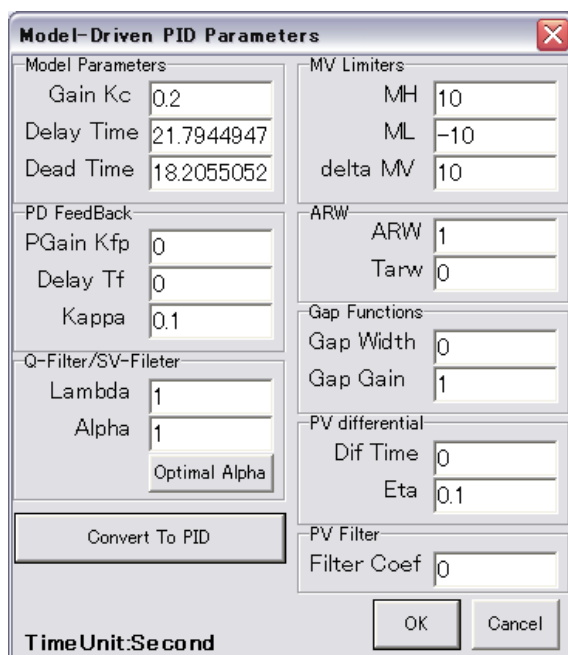 Model-Driven PID Parameters
Model Parameters
Gain Kc 0.2
Delay Time 21.7944947
Dead Time 18.2055052
PD FeedBack
PGain Kfp 0
Delay Tf 0
Kappa 0.1
Q-Filter/SV-Fileter
Lambda 1
Alpha 1
Optimal Alpha
Convert To PID
TimeUnit:Second
MV Limiters
MH 10
ML -10
delta MV 10
ARW
ARW 1
Tarw 0
Gap Functions
Gap Width 0
Gap Gain 1
PV differential
Dif Time 0
Eta 0.1
PV Filter
Filter Coef 0
OK Cancel